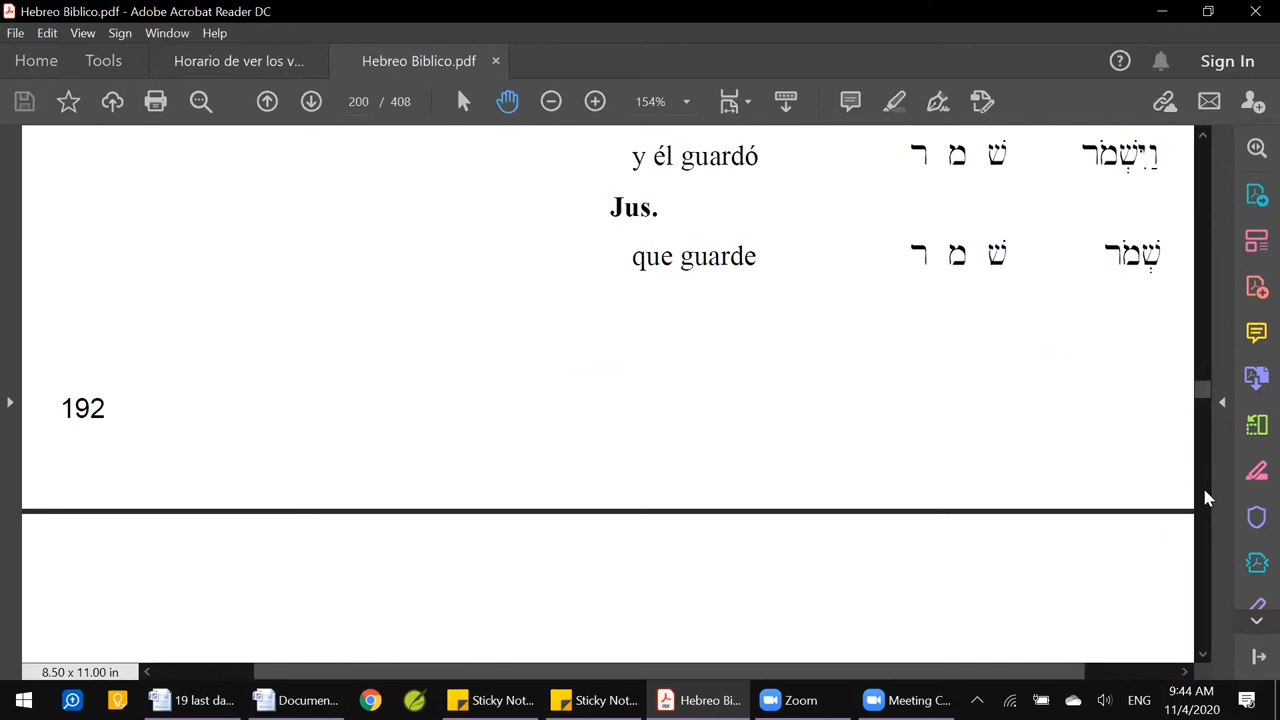 Hebreo Biblico.pdf - Adobe Acrobat Reader DC
File Edit View Sign Window Help
Home Tools Horario de ver los v... Hebreo Biblico.pdf × Sign In
200 / 408 154%
y él guardó ש מ ר וַיִּשְׁמֹר
Jus.
que guarde ש מ ר שְׁמֹר
192
8.50 x 11.00 in
19 last da... Documen... Sticky Not... Sticky Not... Hebreo Bi... Zoom Meeting C... ENG 9:44 AM
11/4/2020